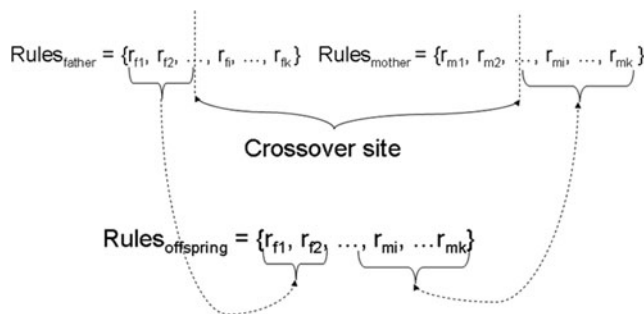 Rules_father = {r_f1, r_f2, ..., r_fi, ..., r_fk} Rules_mother = {r_m1, r_m2, ..., r_mi, ..., r_mk}
Crossover site
Rules_offspring = {r_f1, r_f2, ..., r_mi, ...r_mk}